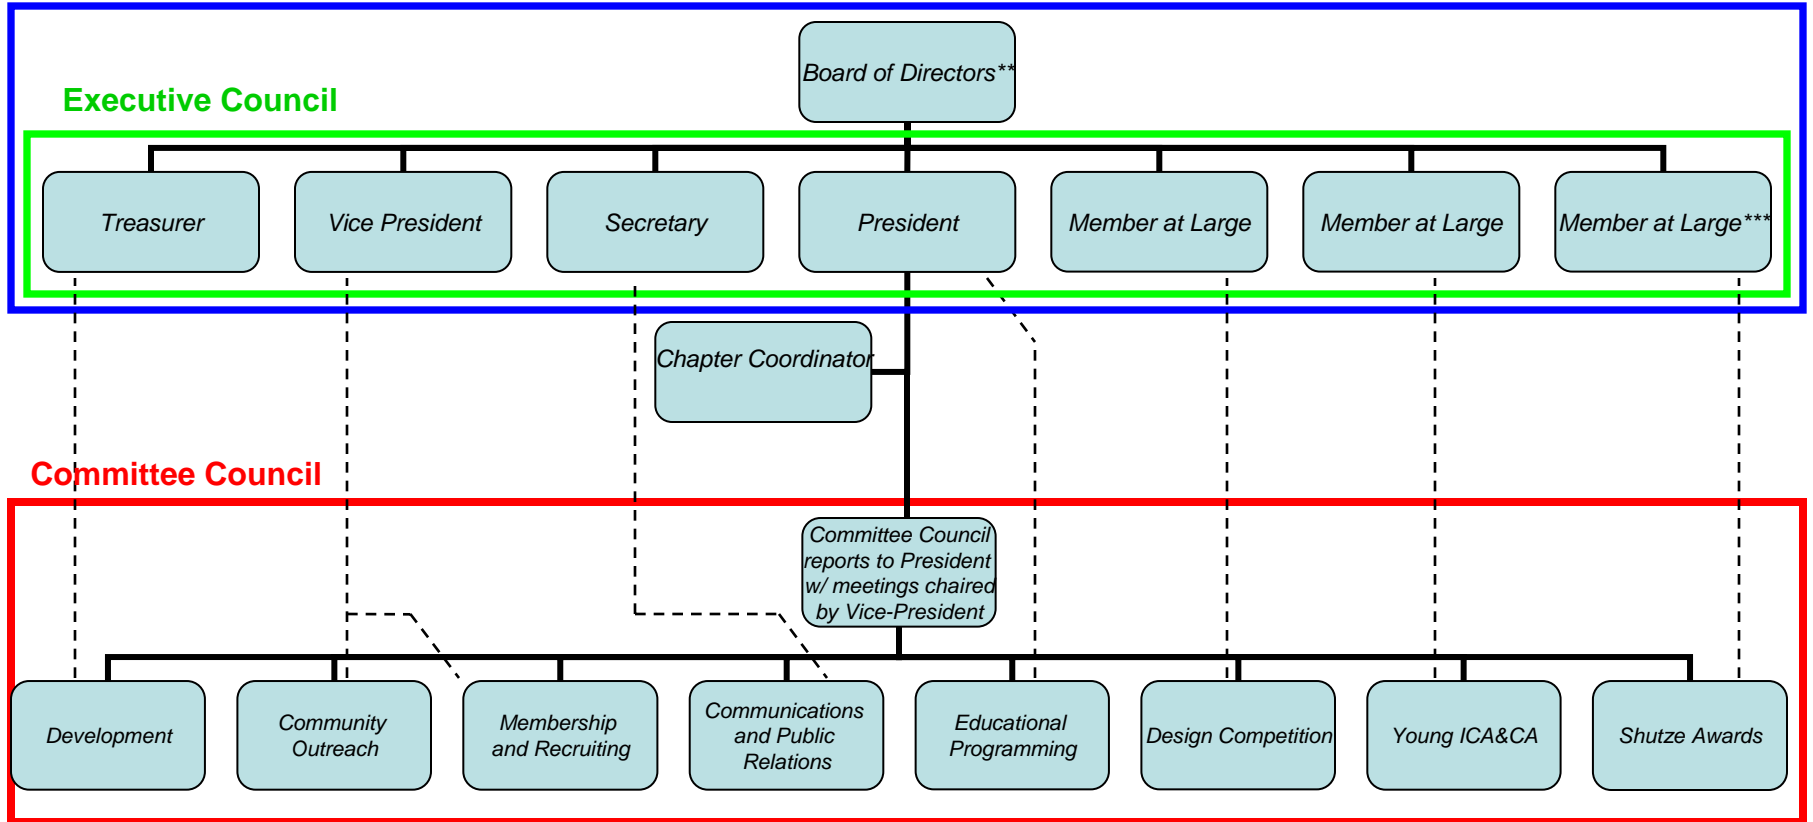 Board of Directors**
Executive Council
Treasurer
Vice President
Secretary
President
Member at Large
Member at Large
Member at Large***
Chapter Coordinator
Committee Council
Committee Council
reports to President
w/ meetings chaired
by Vice-President
Development
Community
Outreach
Membership
and Recruiting
Communications
and Public
Relations
Educational
Programming
Design Competition
Young ICA&CA
Shutze Awards